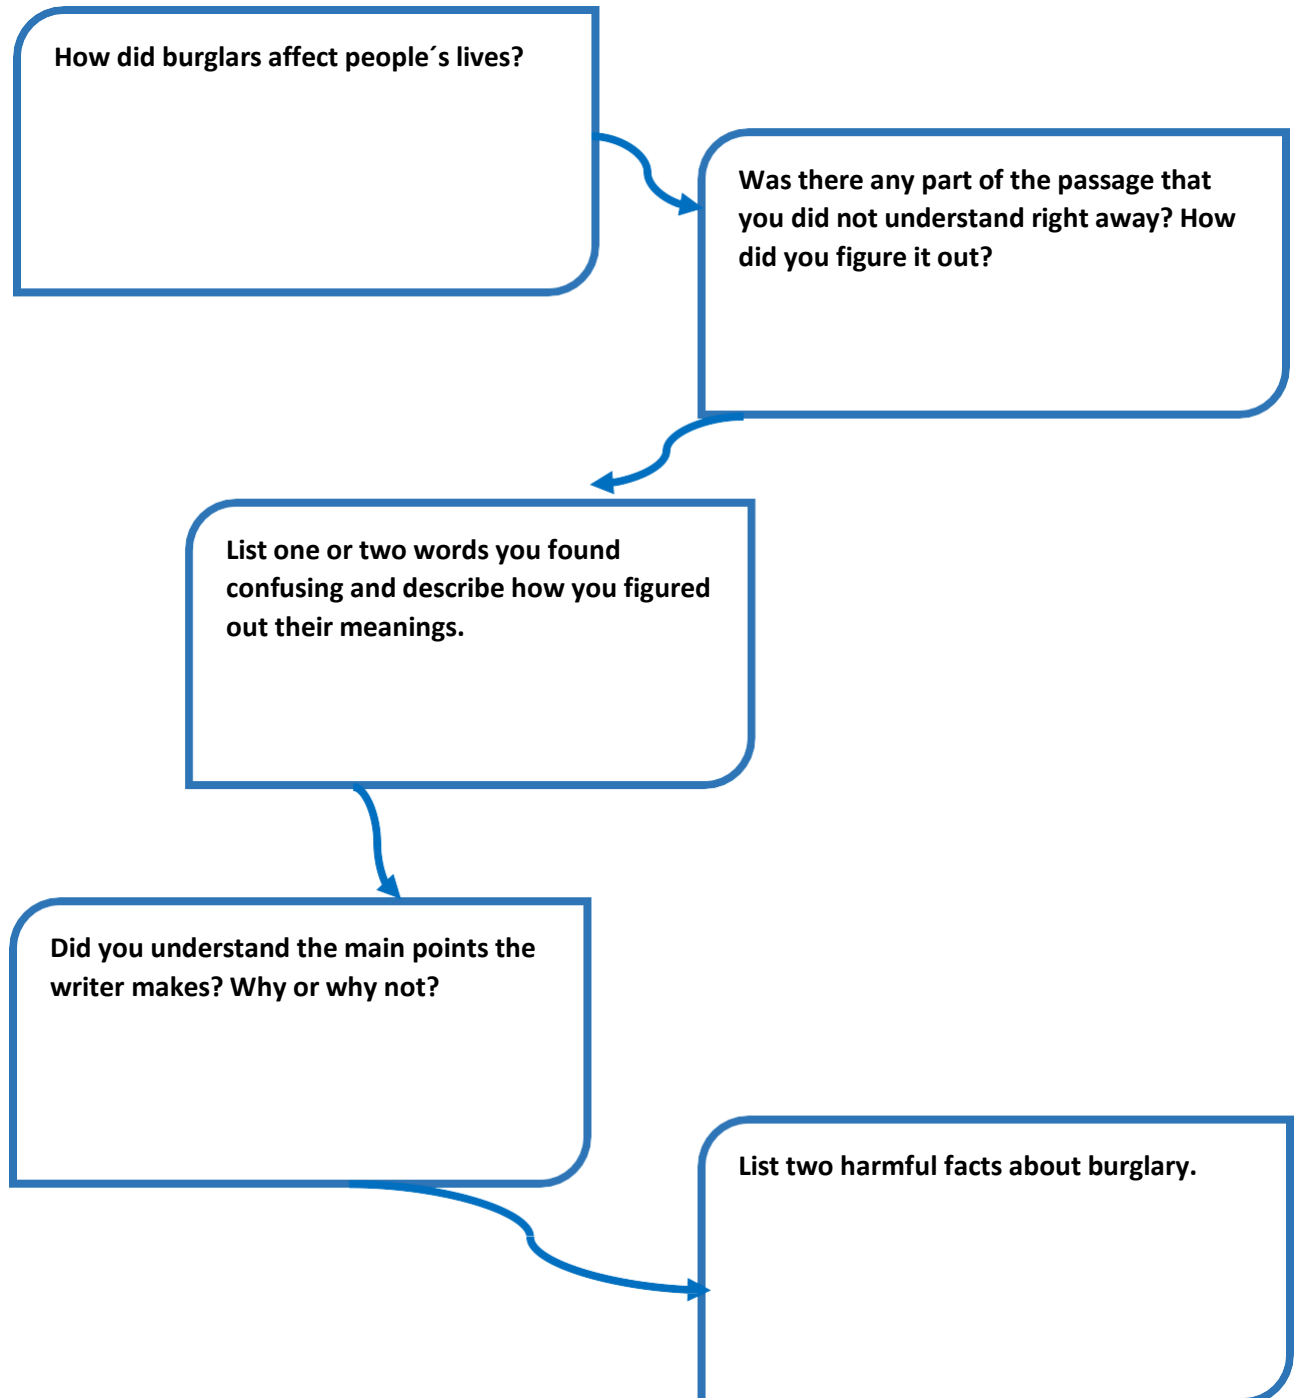 How did burglars affect people´s lives?
Was there any part of the passage that
you did not understand right away? How
did you figure it out?
List one or two words you found
confusing and describe how you figured
out their meanings.
Did you understand the main points the
writer makes? Why or why not?
List two harmful facts about burglary.